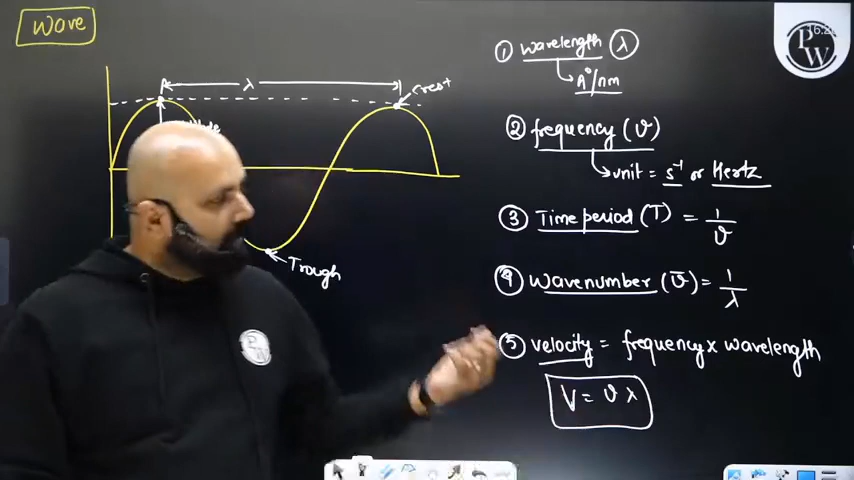 Wave
λ
Crest
Trough
① Wavelength λ
A°/nm
② frequency (ν)
unit = s⁻¹ or Hertz
③ Time period (T) = 1/ν
④ Wavenumber (ν̅) = 1/λ
⑤ velocity = frequency x wavelength
V = ν λ
PW
PW